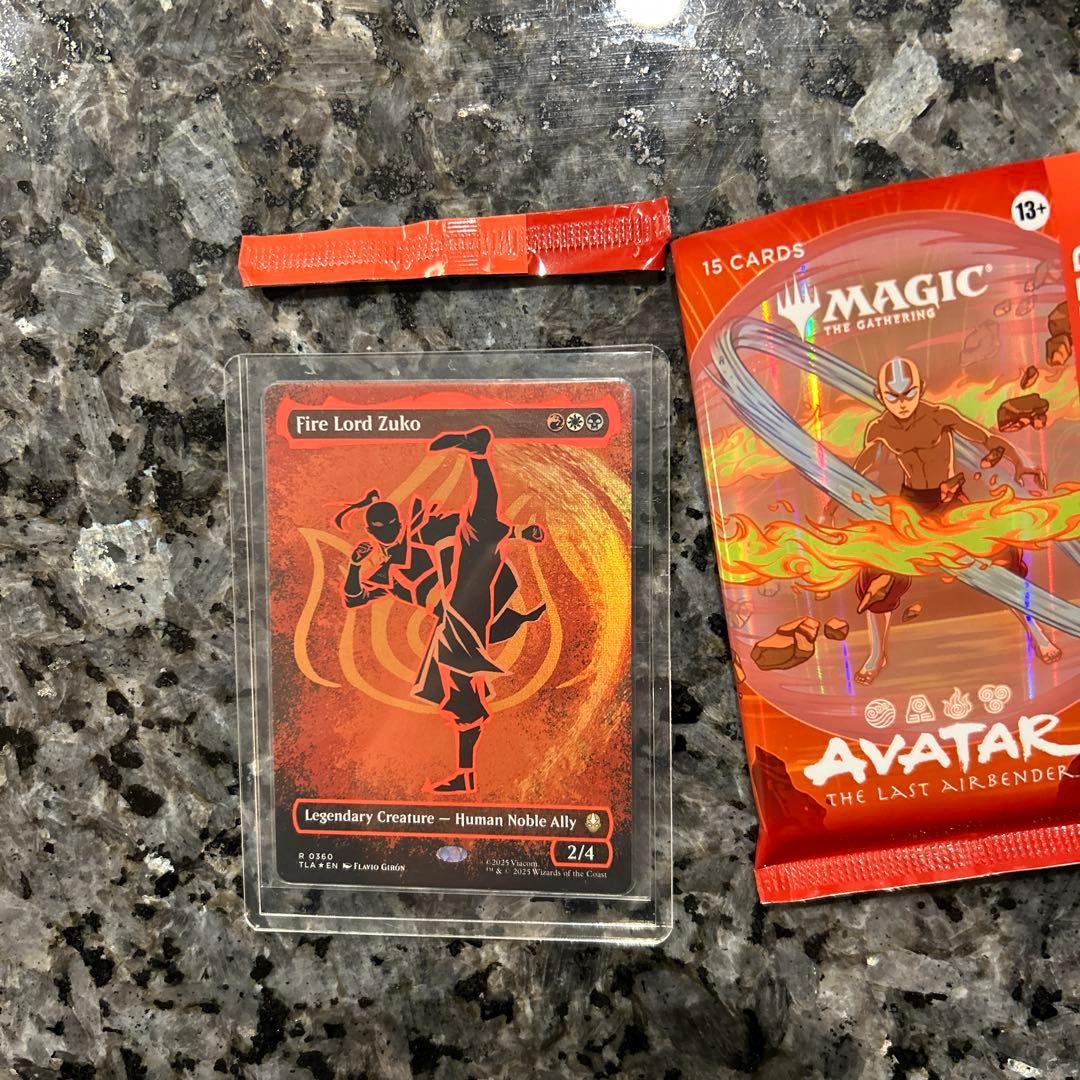 Fire Lord Zuko
Legendary Creature — Human Noble Ally
2/4
R 0360
TLA ★ EN Flavio Girón
©2025 Viacom.
™ & © 2025 Wizards of the Coast
13+
15 CARDS
MAGIC®
THE GATHERING
AVATAR
THE LAST AIRBENDER